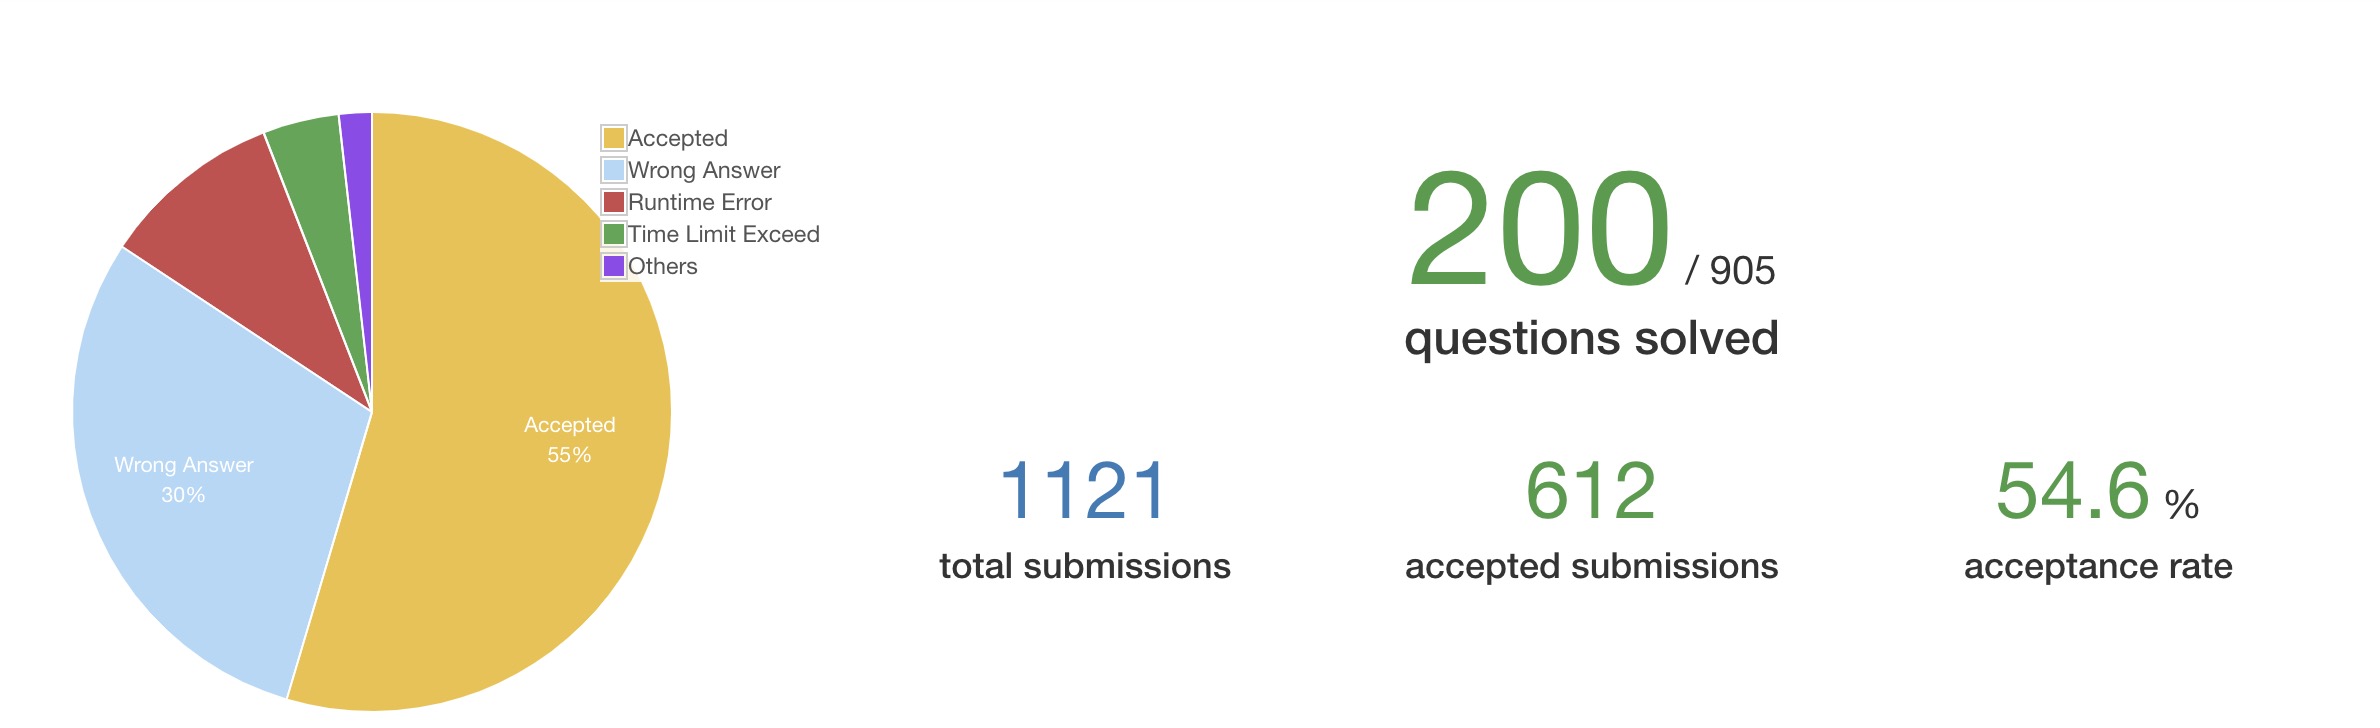 Accepted
Wrong Answer
Runtime Error
Time Limit Exceed
Others
Accepted
55%
Wrong Answer
30%
200 / 905
questions solved
1121
total submissions
612
accepted submissions
54.6 %
acceptance rate